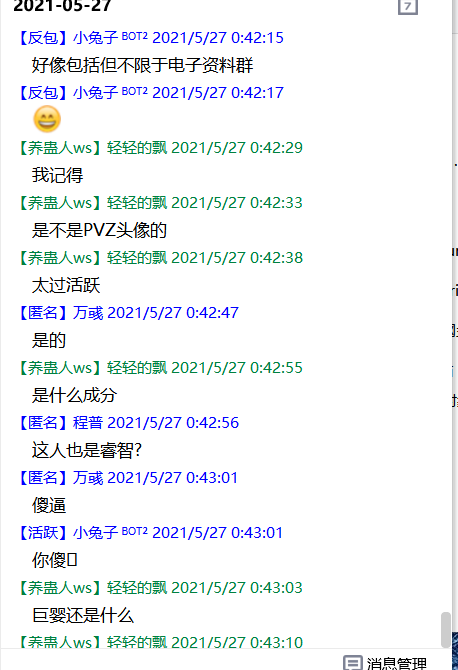 2021-05-27
7
【反包】小兔子 BOT² 2021/5/27 0:42:15
好像包括但不限于电子资料群
【反包】小兔子 BOT² 2021/5/27 0:42:17
【养蛊人ws】轻轻的飘 2021/5/27 0:42:29
我记得
【养蛊人ws】轻轻的飘 2021/5/27 0:42:33
是不是PVZ头像的
【养蛊人ws】轻轻的飘 2021/5/27 0:42:38
太过活跃
【匿名】万彧 2021/5/27 0:42:47
是的
【养蛊人ws】轻轻的飘 2021/5/27 0:42:55
是什么成分
【匿名】程普 2021/5/27 0:42:56
这人也是睿智?
【匿名】万彧 2021/5/27 0:43:01
傻逼
【活跃】小兔子 BOT² 2021/5/27 0:43:01
你傻
【养蛊人ws】轻轻的飘 2021/5/27 0:43:03
巨婴还是什么
【养蛊人ws】轻轻的飘 2021/5/27 0:43:10
消息管理